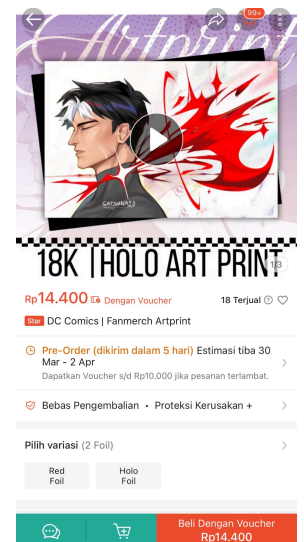 99+
Artprint
GATSUNASO
18K | HOLO ART PRINT
1/3
Rp14.400 Dengan Voucher
18 Terjual
Star DC Comics | Fanmerch Artprint
Pre-Order (dikirim dalam 5 hari) Estimasi tiba 30
Mar - 2 Apr
Dapatkan Voucher s/d Rp10.000 jika pesanan terlambat.
Bebas Pengembalian • Proteksi Kerusakan +
Pilih variasi (2 Foil)
Red
Foil
Holo
Foil
Beli Dengan Voucher
Rp14.400